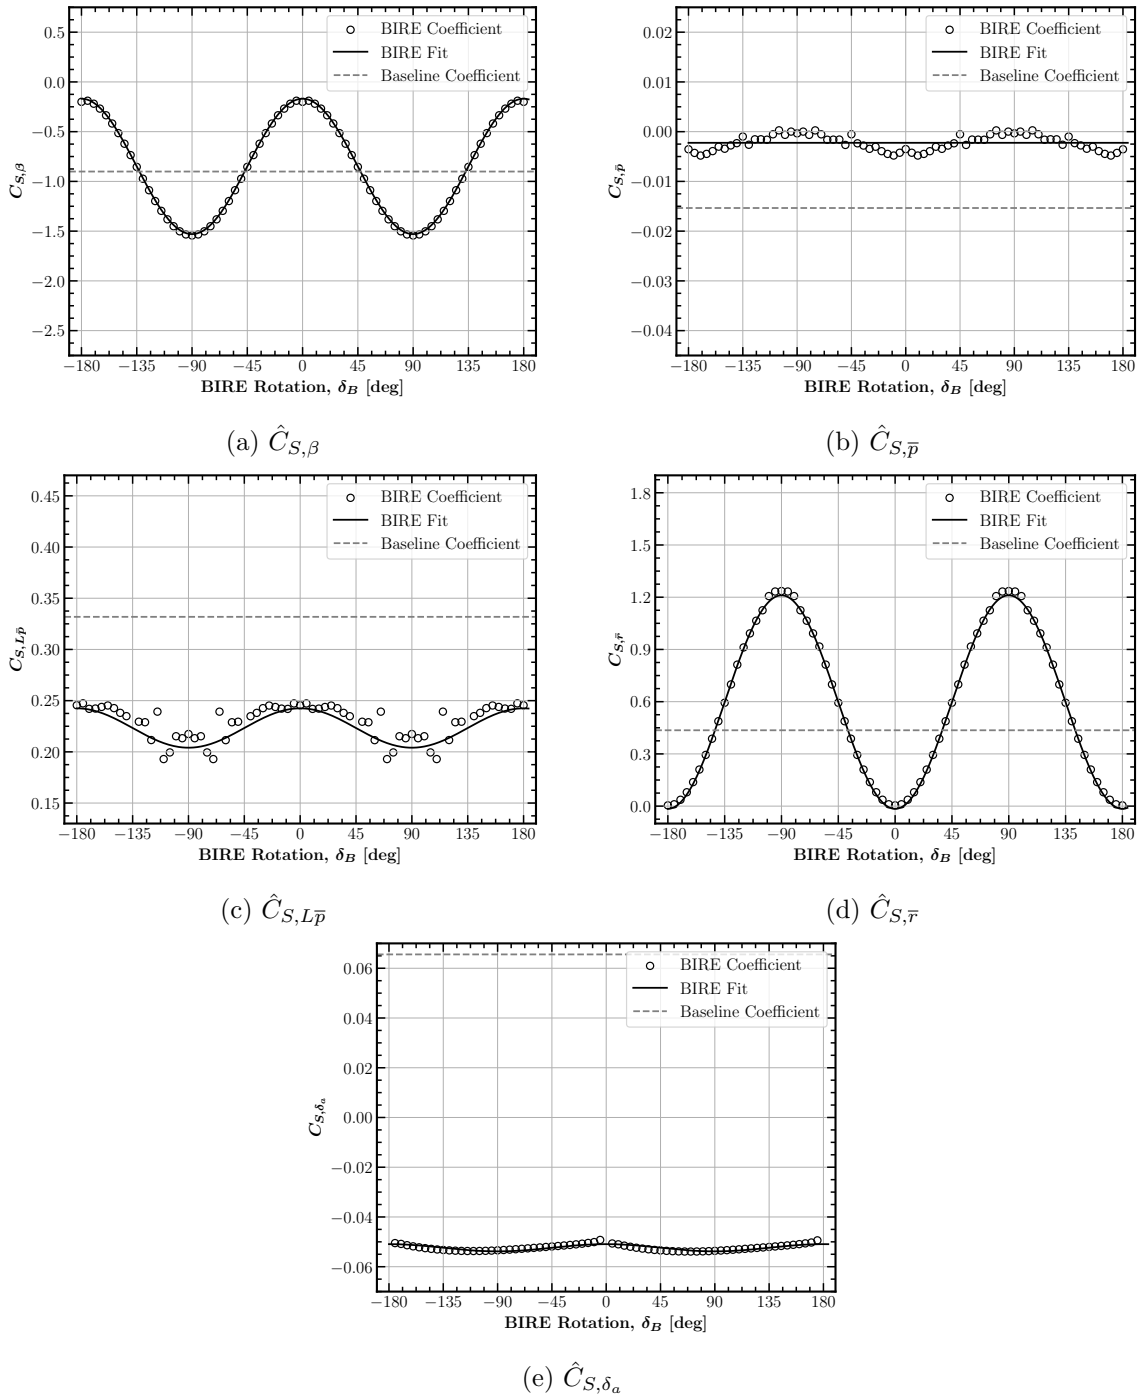 0.5
0.0
−0.5
−1.0
−1.5
−2.0
−2.5
C_{S,β}
BIRE Coefficient
BIRE Fit
Baseline Coefficient
−180 −135 −90 −45 0 45 90 135 180
BIRE Rotation, δ_B [deg]
(a) Ĉ_{S,β}
0.02
0.01
0.00
−0.01
−0.02
−0.03
−0.04
C_{S,p̄}
BIRE Coefficient
BIRE Fit
Baseline Coefficient
−180 −135 −90 −45 0 45 90 135 180
BIRE Rotation, δ_B [deg]
(b) Ĉ_{S,p̄}
0.45
0.40
0.35
0.30
0.25
0.20
0.15
C_{S,Lp̄}
BIRE Coefficient
BIRE Fit
Baseline Coefficient
−180 −135 −90 −45 0 45 90 135 180
BIRE Rotation, δ_B [deg]
(c) Ĉ_{S,Lp̄}
1.8
1.5
1.2
0.9
0.6
0.3
0.0
C_{S,r̄}
BIRE Coefficient
BIRE Fit
Baseline Coefficient
−180 −135 −90 −45 0 45 90 135 180
BIRE Rotation, δ_B [deg]
(d) Ĉ_{S,r̄}
0.06
0.04
0.02
0.00
−0.02
−0.04
−0.06
C_{S,δ_a}
BIRE Coefficient
BIRE Fit
Baseline Coefficient
−180 −135 −90 −45 0 45 90 135 180
BIRE Rotation, δ_B [deg]
(e) Ĉ_{S,δ_a}